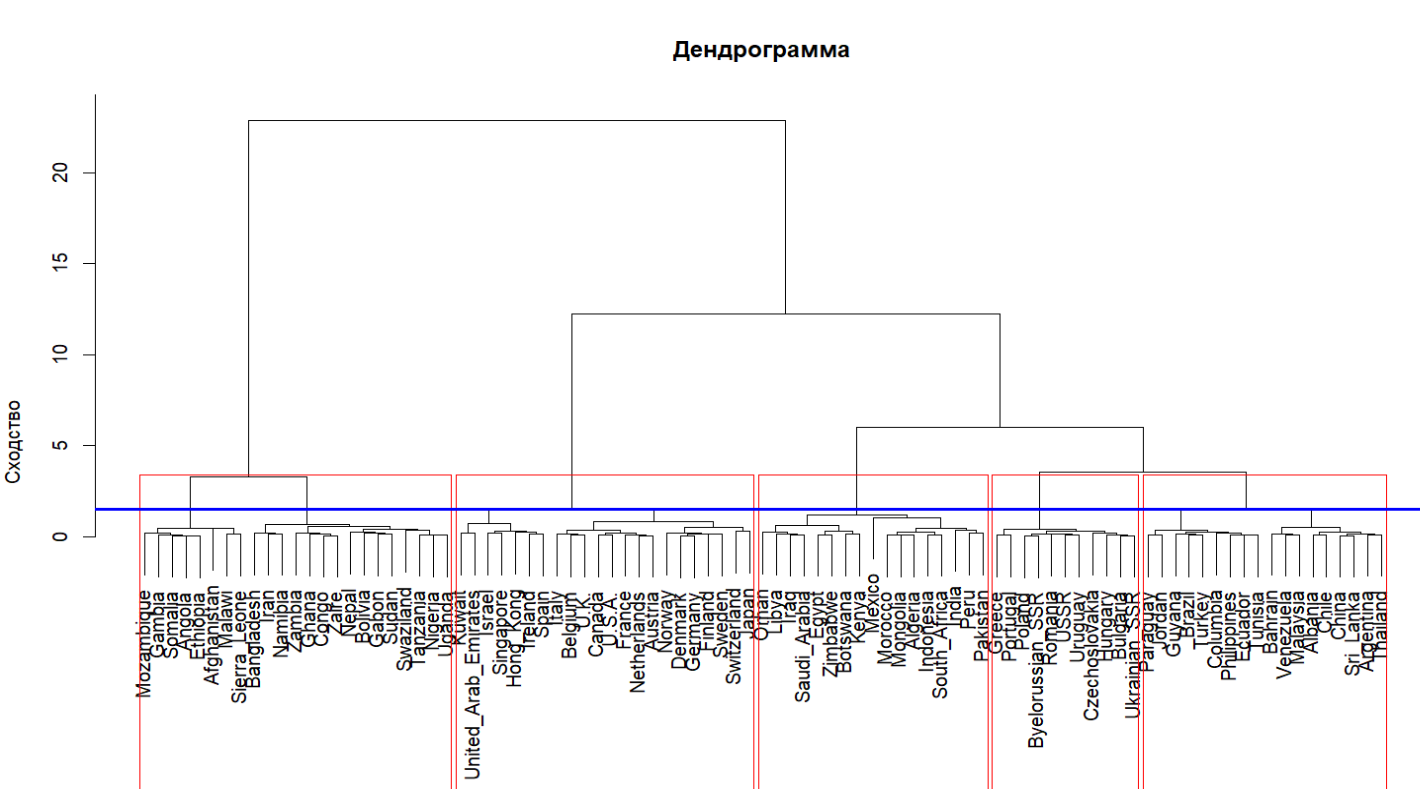 Дендрограмма
Сходство
20
15
10
5
0
Mozambique
Gambia
Somalia
Angola
Ethiopia
Afghanistan
Malawi
Sierra_Leone
Bangladesh
Iran
Namibia
Zambia
Ghana
Congo
Zaire
Nepal
Bolivia
Gabon
Sudan
Swaziland
Tanzania
Nigeria
Uganda
Kuwait
United_Arab_Emirates
Israel
Singapore
Hong_Kong
Ireland
Spain
Italy
Belgium
U.K.
Canada
U.S.A.
France
Netherlands
Austria
Norway
Denmark
Germany
Finland
Sweden
Switzerland
Japan
Oman
Libya
Iraq
Saudi_Arabia
Egypt
Zimbabwe
Botswana
Kenya
Mexico
Morocco
Mongolia
Algeria
Indonesia
South_Africa
India
Peru
Pakistan
Greece
Portugal
Poland
Byelorussian_SSR
Romania
USSR
Uruguay
Czechoslovakia
Hungary
Bulgaria
Ukrainian_SSR
Paraguay
Jordan
Guyana
Brazil
Turkey
Columbia
Philippines
Ecuador
Tunisia
Bahrain
Venezuela
Malaysia
Albania
Chile
China
Sri_Lanka
Argentina
Thailand